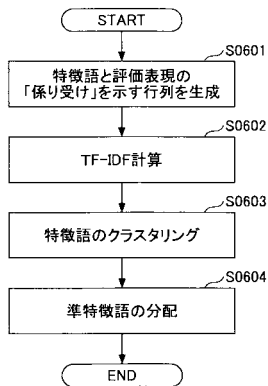 START
S0601
特徴語と評価表現の
「係り受け」を示す行列を生成
S0602
TF-IDF計算
S0603
特徴語のクラスタリング
S0604
準特徴語の分配
END